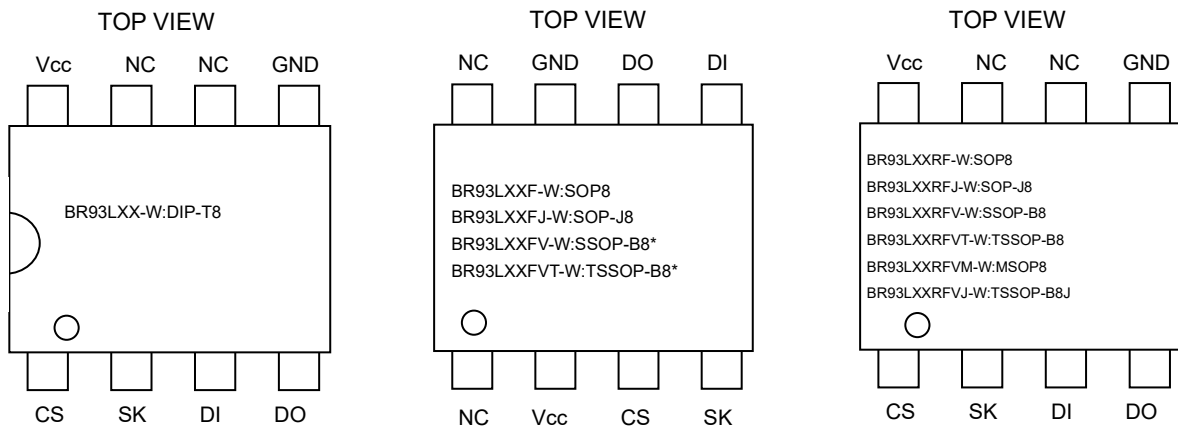 TOP VIEW
Vcc NC NC GND
BR93LXX-W:DIP-T8
CS SK DI DO
TOP VIEW
NC GND DO DI
BR93LXXF-W:SOP8
BR93LXXFJ-W:SOP-J8
BR93LXXFV-W:SSOP-B8*
BR93LXXFVT-W:TSSOP-B8*
NC Vcc CS SK
TOP VIEW
Vcc NC NC GND
BR93LXXRF-W:SOP8
BR93LXXRFJ-W:SOP-J8
BR93LXXRFV-W:SSOP-B8
BR93LXXRFVT-W:TSSOP-B8
BR93LXXRFVM-W:MSOP8
BR93LXXRFVJ-W:TSSOP-B8J
CS SK DI DO